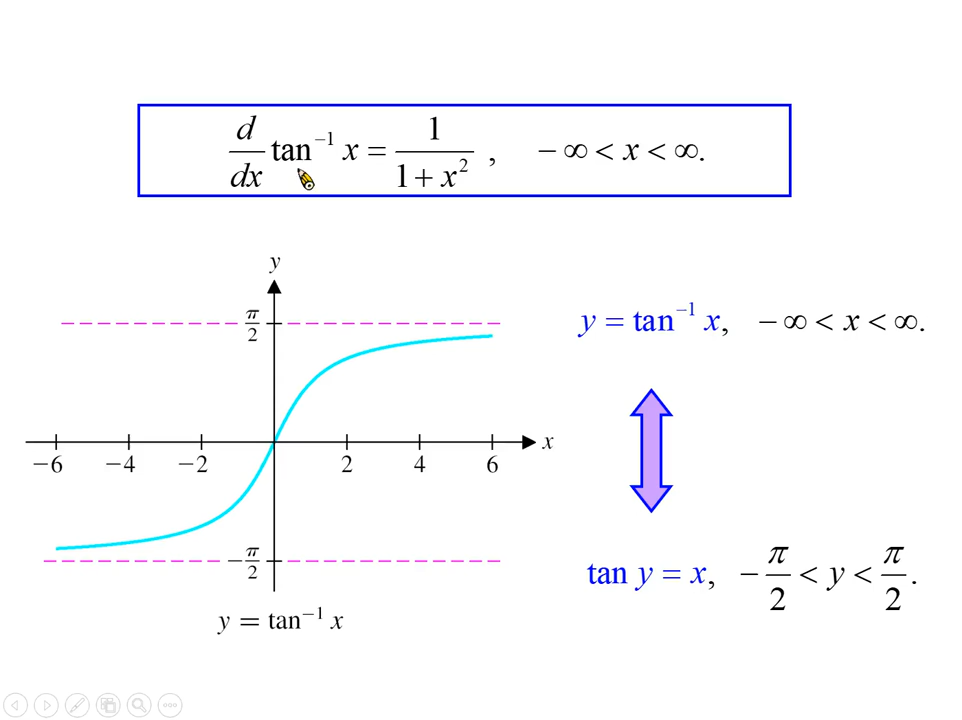 d/dx tan⁻¹ x = 1/(1 + x²) , − ∞ < x < ∞.
y
π/2
y = tan⁻¹ x, − ∞ < x < ∞.
x
−6 −4 −2 2 4 6
−π/2
tan y = x, − π/2 < y < π/2.
y = tan⁻¹ x